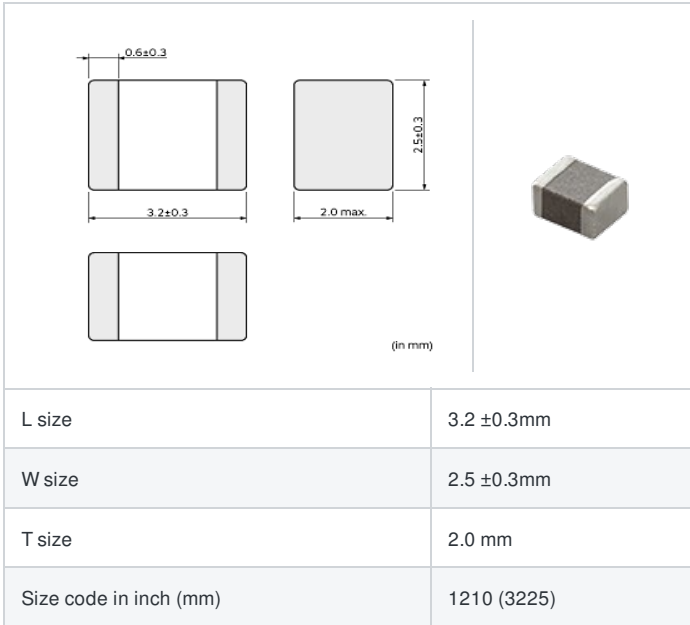 0.6±0.3
2.5±0.3
3.2±0.3
2.0 max.
(in mm)
L size 3.2 ±0.3mm
W size 2.5 ±0.3mm
T size 2.0 mm
Size code in inch (mm) 1210 (3225)